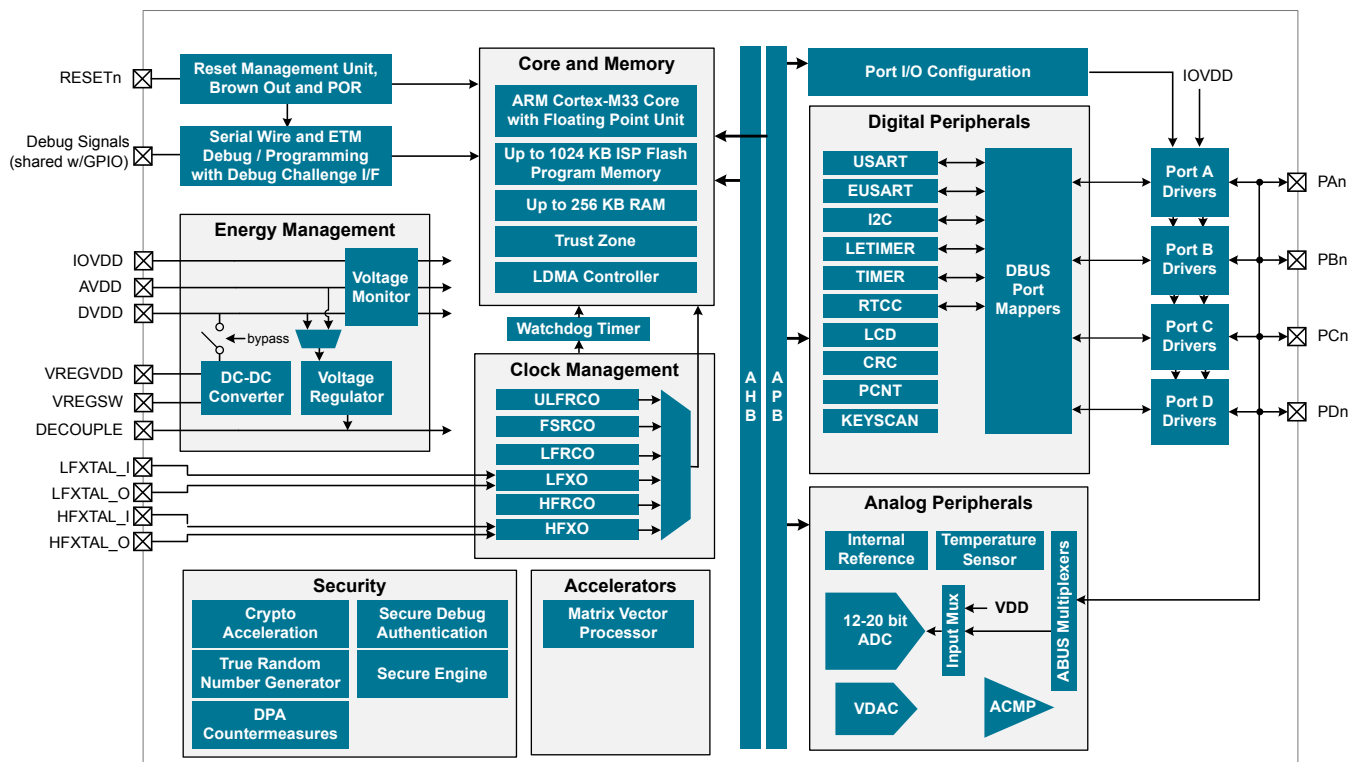 RESETn
Debug Signals
(shared w/GPIO)
Reset Management Unit,
Brown Out and POR
Serial Wire and ETM
Debug / Programming
with Debug Challenge I/F
Core and Memory
ARM Cortex-M33 Core
with Floating Point Unit
Up to 1024 KB ISP Flash
Program Memory
Up to 256 KB RAM
Trust Zone
LDMA Controller
Energy Management
IOVDD
AVDD
DVDD
VREGVDD
VREGSW
DECOUPLE
Voltage
Monitor
bypass
DC-DC
Converter
Voltage
Regulator
Watchdog Timer
Clock Management
ULFRCO
FSRCO
LFRCO
LFXO
HFRCO
HFXO
LFXTAL_I
LFXTAL_O
HFXTAL_I
HFXTAL_O
Security
Crypto
Acceleration
True Random
Number Generator
DPA
Countermeasures
Secure Debug
Authentication
Secure Engine
Accelerators
Matrix Vector
Processor
A
H
B
A
P
B
Port I/O Configuration
IOVDD
Digital Peripherals
USART
EUSART
I2C
LETIMER
TIMER
RTCC
LCD
CRC
PCNT
KEYSCAN
DBUS
Port
Mappers
Port A
Drivers
Port B
Drivers
Port C
Drivers
Port D
Drivers
PAn
PBn
PCn
PDn
Analog Peripherals
Internal
Reference
Temperature
Sensor
12-20 bit
ADC
Input Mux
VDD
ABUS Multiplexers
VDAC
ACMP